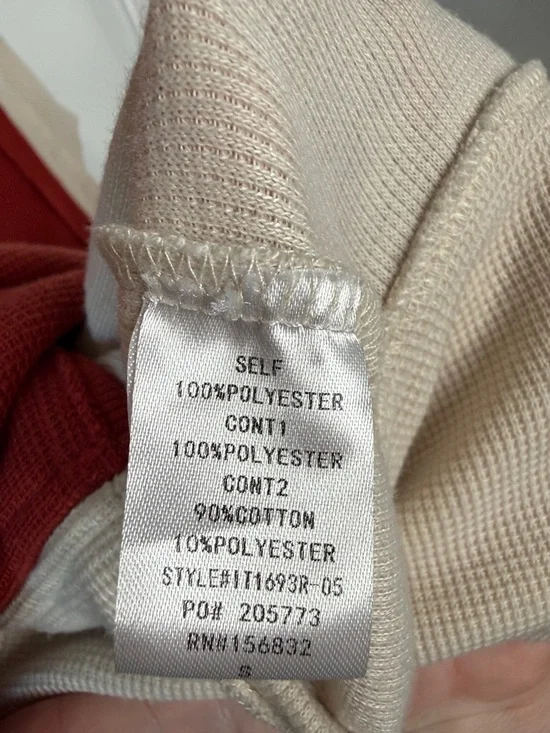 SELF
100%POLYESTER
CONT1
100%POLYESTER
CONT2
90%COTTON
10%POLYESTER
STYLE#IT1693R-05
PO# 205773
RN#156832
S